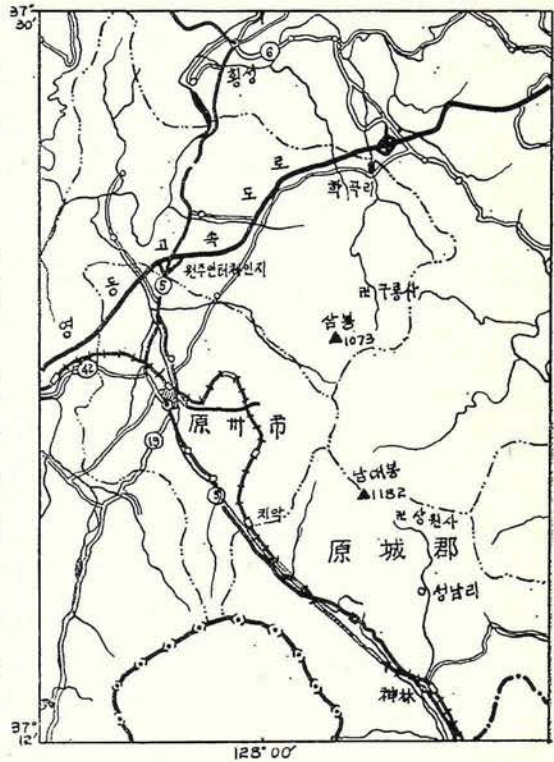 37°
30′
6
횡성
영동고속도로
학곡리
원주인터체인지
5
卍구룡사
삼봉
▲1073
42
原州市
19
남대봉
▲1182
치악
5
卍상원사
原城郡
성남리
神林
37°
12′
128°00′